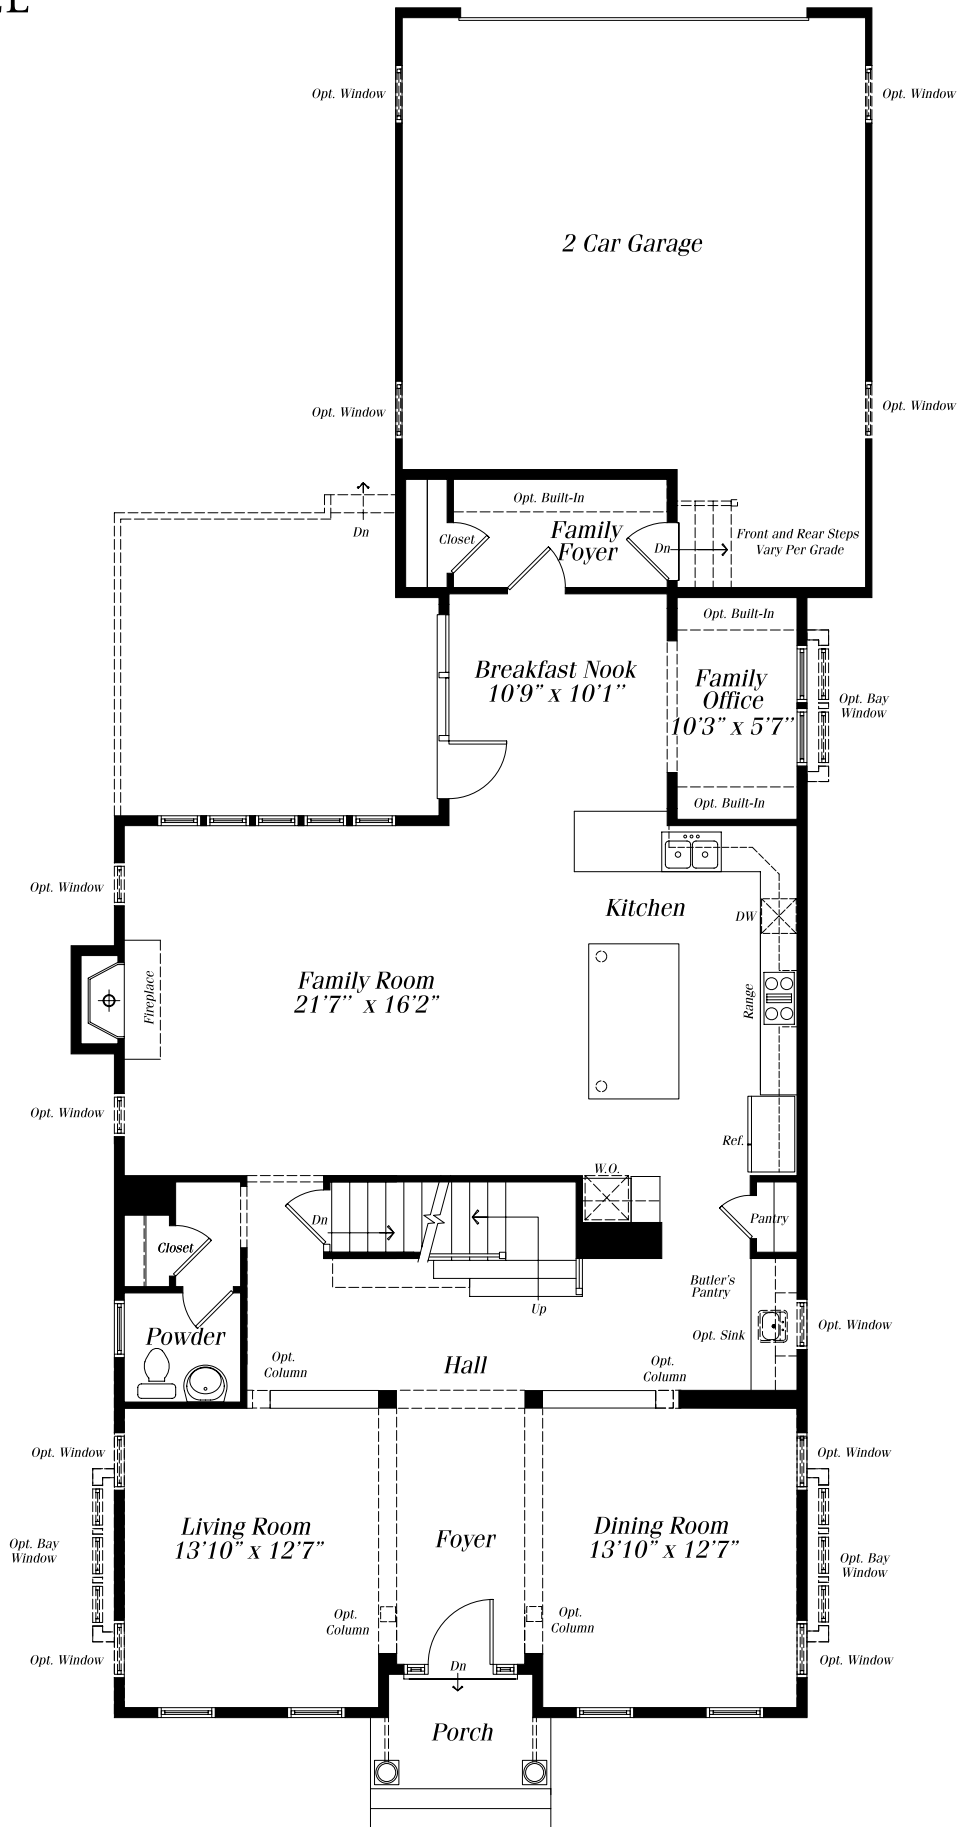 Opt. Window
Opt. Window
2 Car Garage
Opt. Window
Opt. Window
Opt. Built-In
Family
Foyer
Closet
Dn
Dn
Front and Rear Steps
Vary Per Grade
Opt. Built-In
Breakfast Nook
10'9" x 10'1"
Family
Office
10'3" x 5'7"
Opt. Bay
Window
Opt. Built-In
Opt. Window
Kitchen
DW
Family Room
21'7" x 16'2"
Fireplace
Range
Opt. Window
Ref.
W.O.
Dn
Pantry
Closet
Up
Butler's
Pantry
Opt. Sink
Opt. Window
Powder
Hall
Opt.
Column
Opt.
Column
Opt. Window
Opt. Window
Living Room
13'10" x 12'7"
Foyer
Dining Room
13'10" x 12'7"
Opt. Bay
Window
Opt. Bay
Window
Opt.
Column
Opt.
Column
Opt. Window
Dn
Opt. Window
Porch